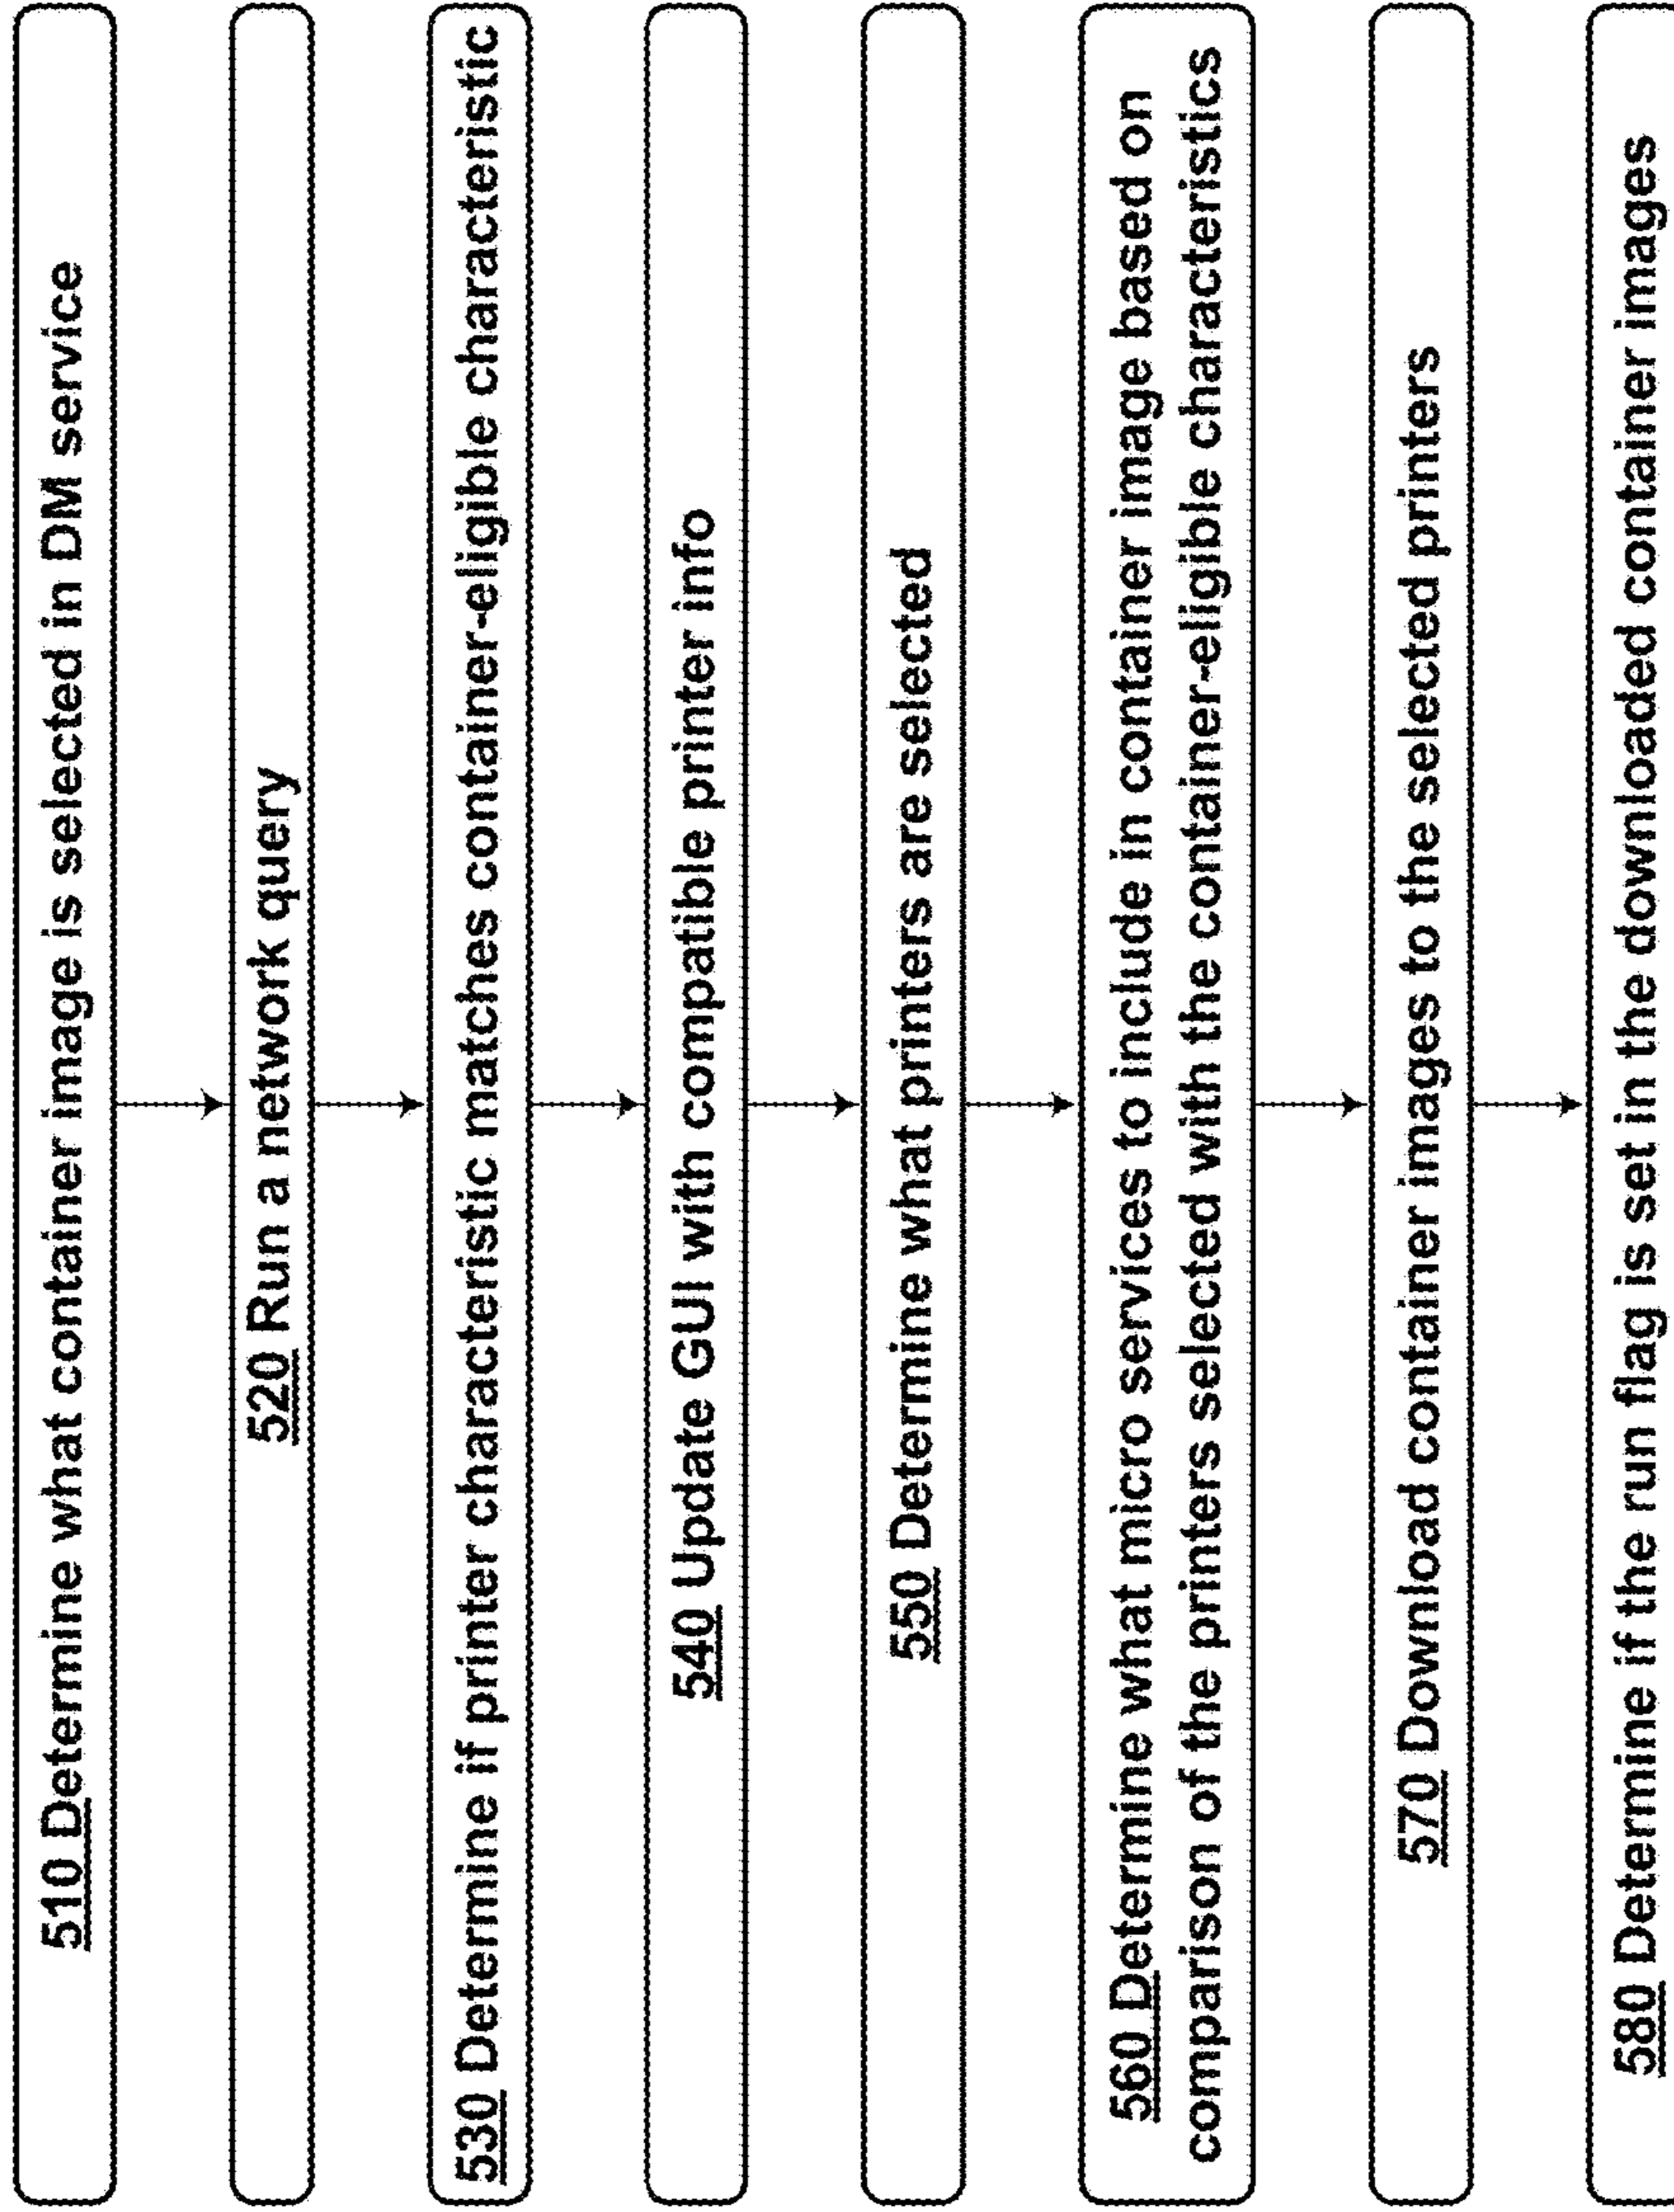 510 Determine what container image is selected in DM service
520 Run a network query
530 Determine if printer characteristic matches container-eligible characteristic
540 Update GUI with compatible printer info
550 Determine what printers are selected
560 Determine what micro services to include in container image based on
comparison of the printers selected with the container-eligible characteristics
570 Download container images to the selected printers
580 Determine if the run flag is set in the downloaded container images